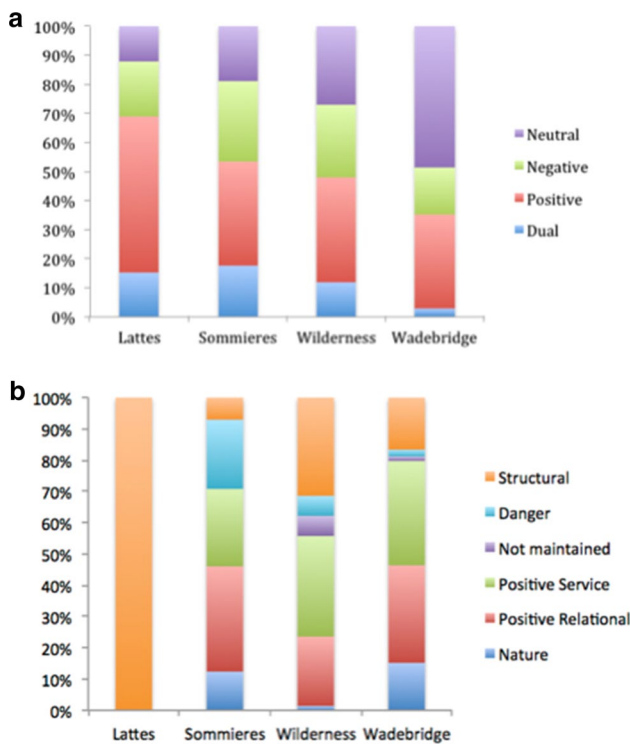 a
100%
90%
80%
70%
60%
50%
40%
30%
20%
10%
0%
Lattes Sommieres Wilderness Wadebridge
Neutral
Negative
Positive
Dual
b
100%
90%
80%
70%
60%
50%
40%
30%
20%
10%
0%
Lattes Sommieres Wilderness Wadebridge
Structural
Danger
Not maintained
Positive Service
Positive Relational
Nature